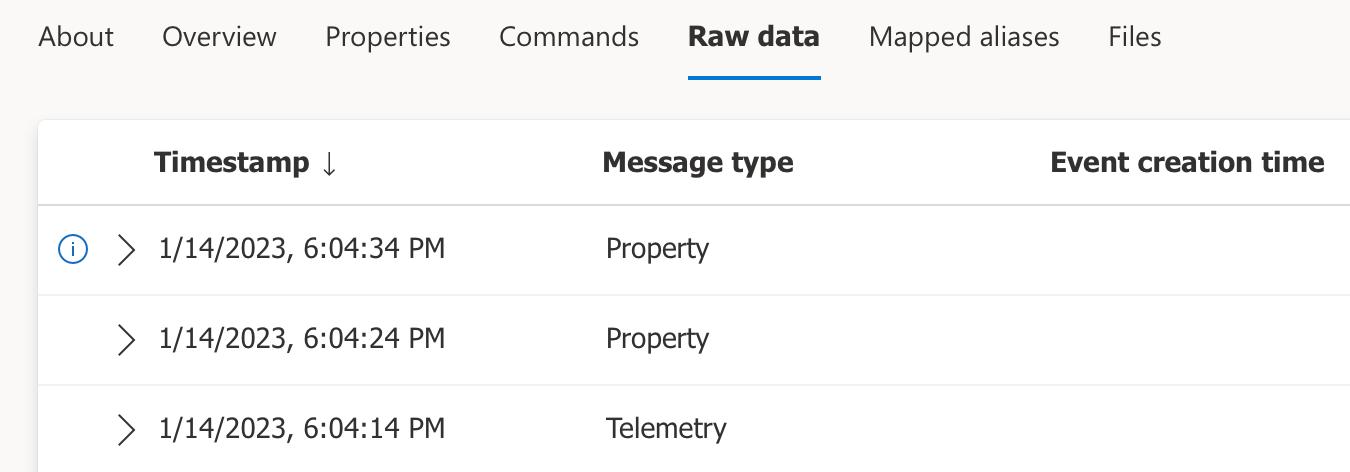 About Overview Properties Commands Raw data Mapped aliases Files
Timestamp ↓ Message type Event creation time
1/14/2023, 6:04:34 PM Property
1/14/2023, 6:04:24 PM Property
1/14/2023, 6:04:14 PM Telemetry